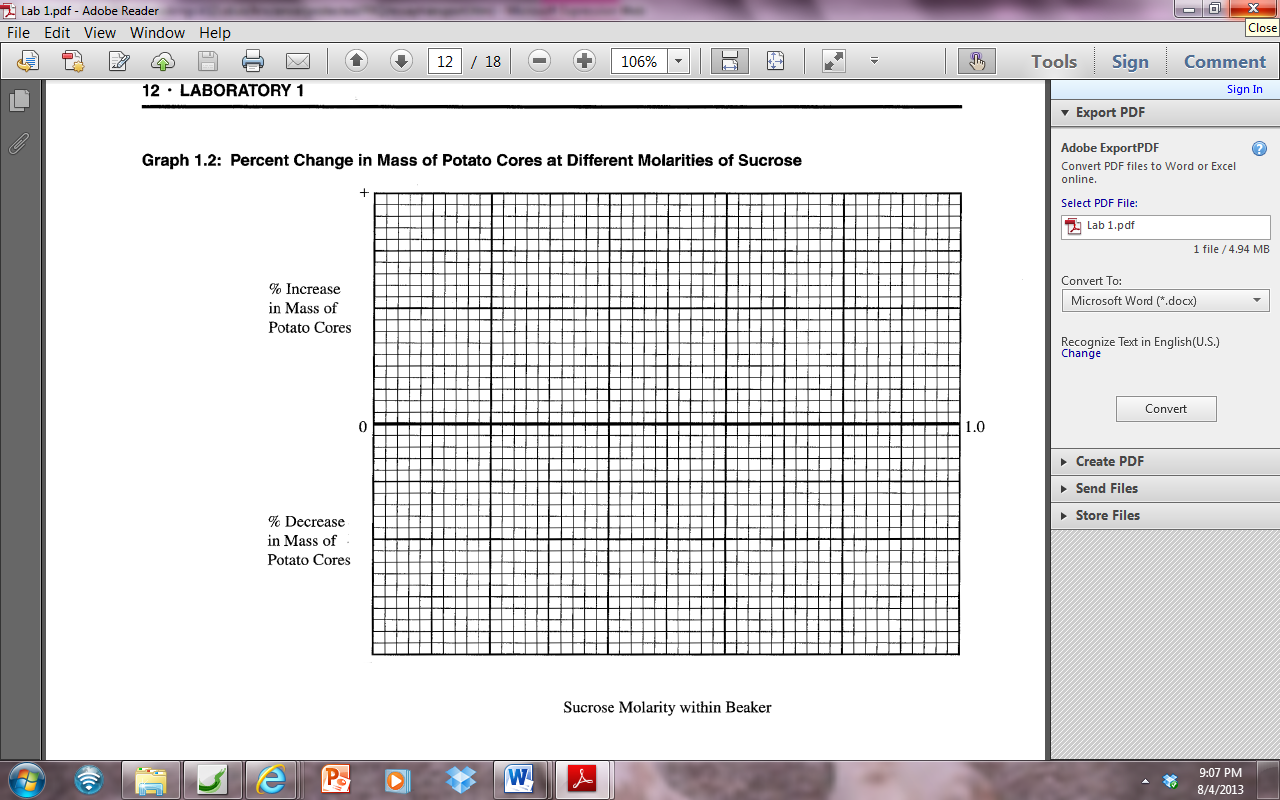 Lab 1.pdf - Adobe Reader
Close
File Edit View Window Help
12 / 18
106%
Tools
Sign
Comment
Sign In
12 · LABORATORY 1
Graph 1.2: Percent Change in Mass of Potato Cores at Different Molarities of Sucrose
+
% Increase
in Mass of
Potato Cores
0
1.0
% Decrease
in Mass of
Potato Cores
Sucrose Molarity within Beaker
Export PDF
Adobe ExportPDF
Convert PDF files to Word or Excel
online.
Select PDF File:
Lab 1.pdf
1 file / 4.94 MB
Convert To:
Microsoft Word (*.docx)
Recognize Text in English(U.S.)
Change
Convert
Create PDF
Send Files
Store Files
9:07 PM
8/4/2013